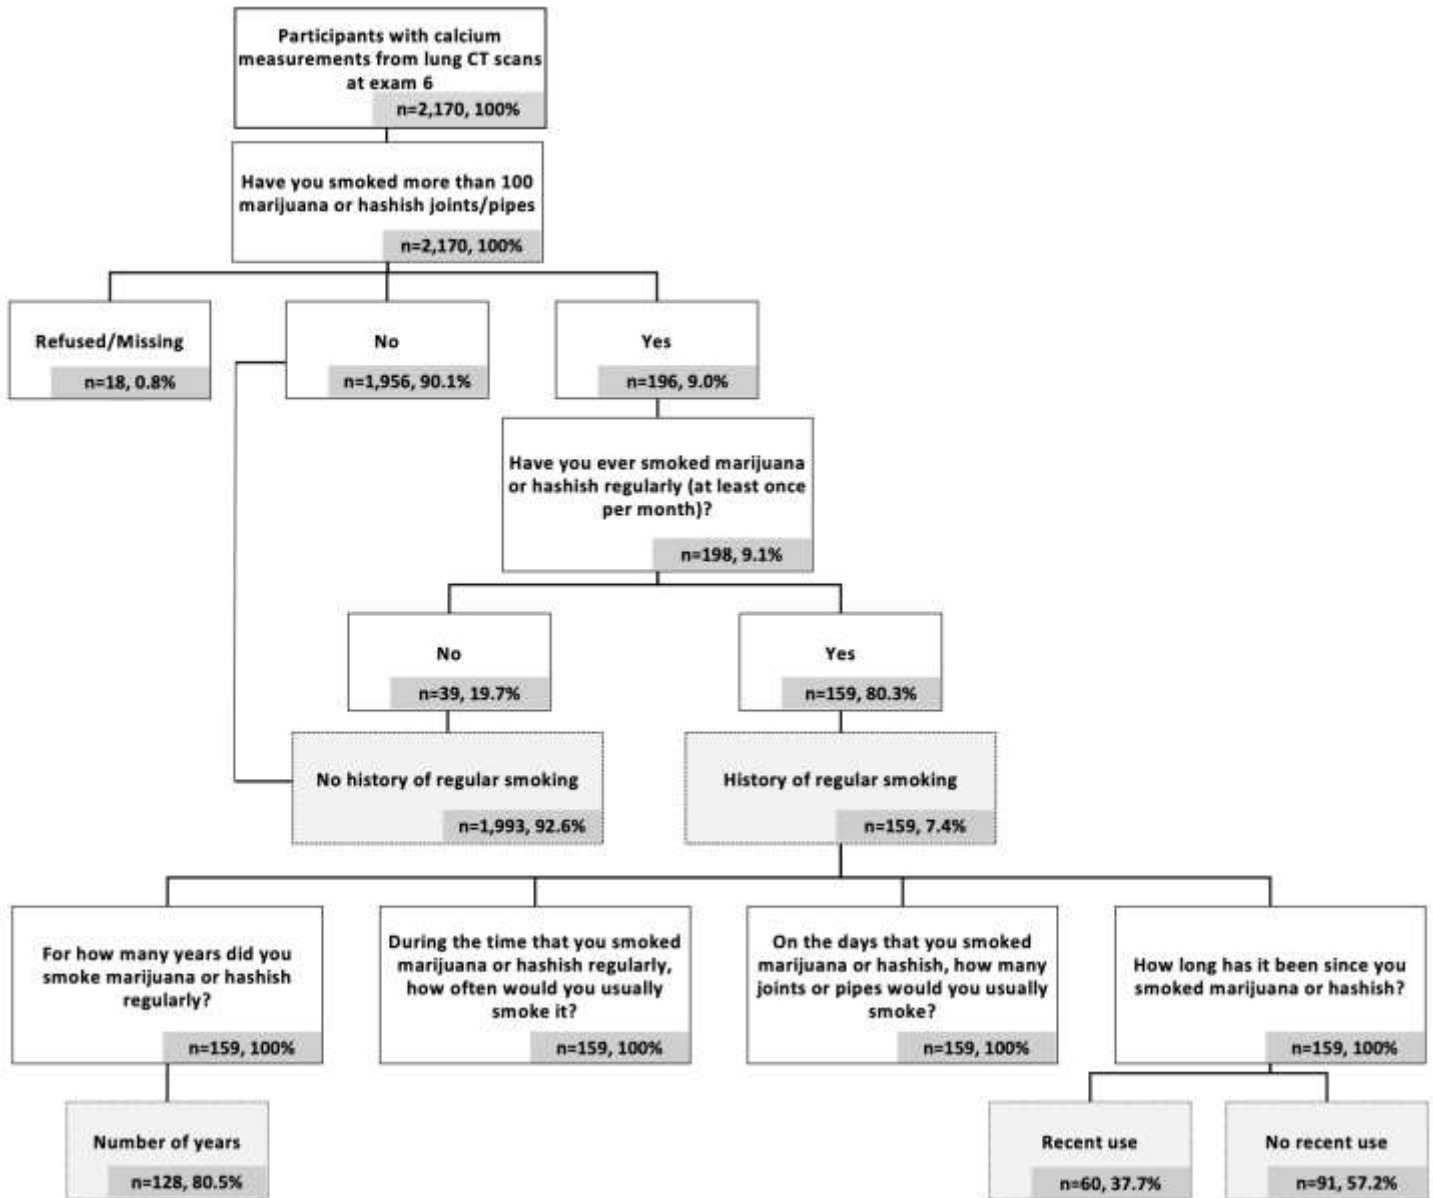 Participants with calcium
measurements from lung CT scans
at exam 6
n=2,170, 100%
Have you smoked more than 100
marijuana or hashish joints/pipes
n=2,170, 100%
Refused/Missing
n=18, 0.8%
No
n=1,956, 90.1%
Yes
n=196, 9.0%
Have you ever smoked marijuana
or hashish regularly (at least once
per month)?
n=198, 9.1%
No
n=39, 19.7%
Yes
n=159, 80.3%
No history of regular smoking
n=1,993, 92.6%
History of regular smoking
n=159, 7.4%
For how many years did you
smoke marijuana or hashish
regularly?
n=159, 100%
During the time that you smoked
marijuana or hashish regularly,
how often would you usually
smoke it?
n=159, 100%
On the days that you smoked
marijuana or hashish, how many
joints or pipes would you usually
smoke?
n=159, 100%
How long has it been since you
smoked marijuana or hashish?
n=159, 100%
Number of years
n=128, 80.5%
Recent use
n=60, 37.7%
No recent use
n=91, 57.2%